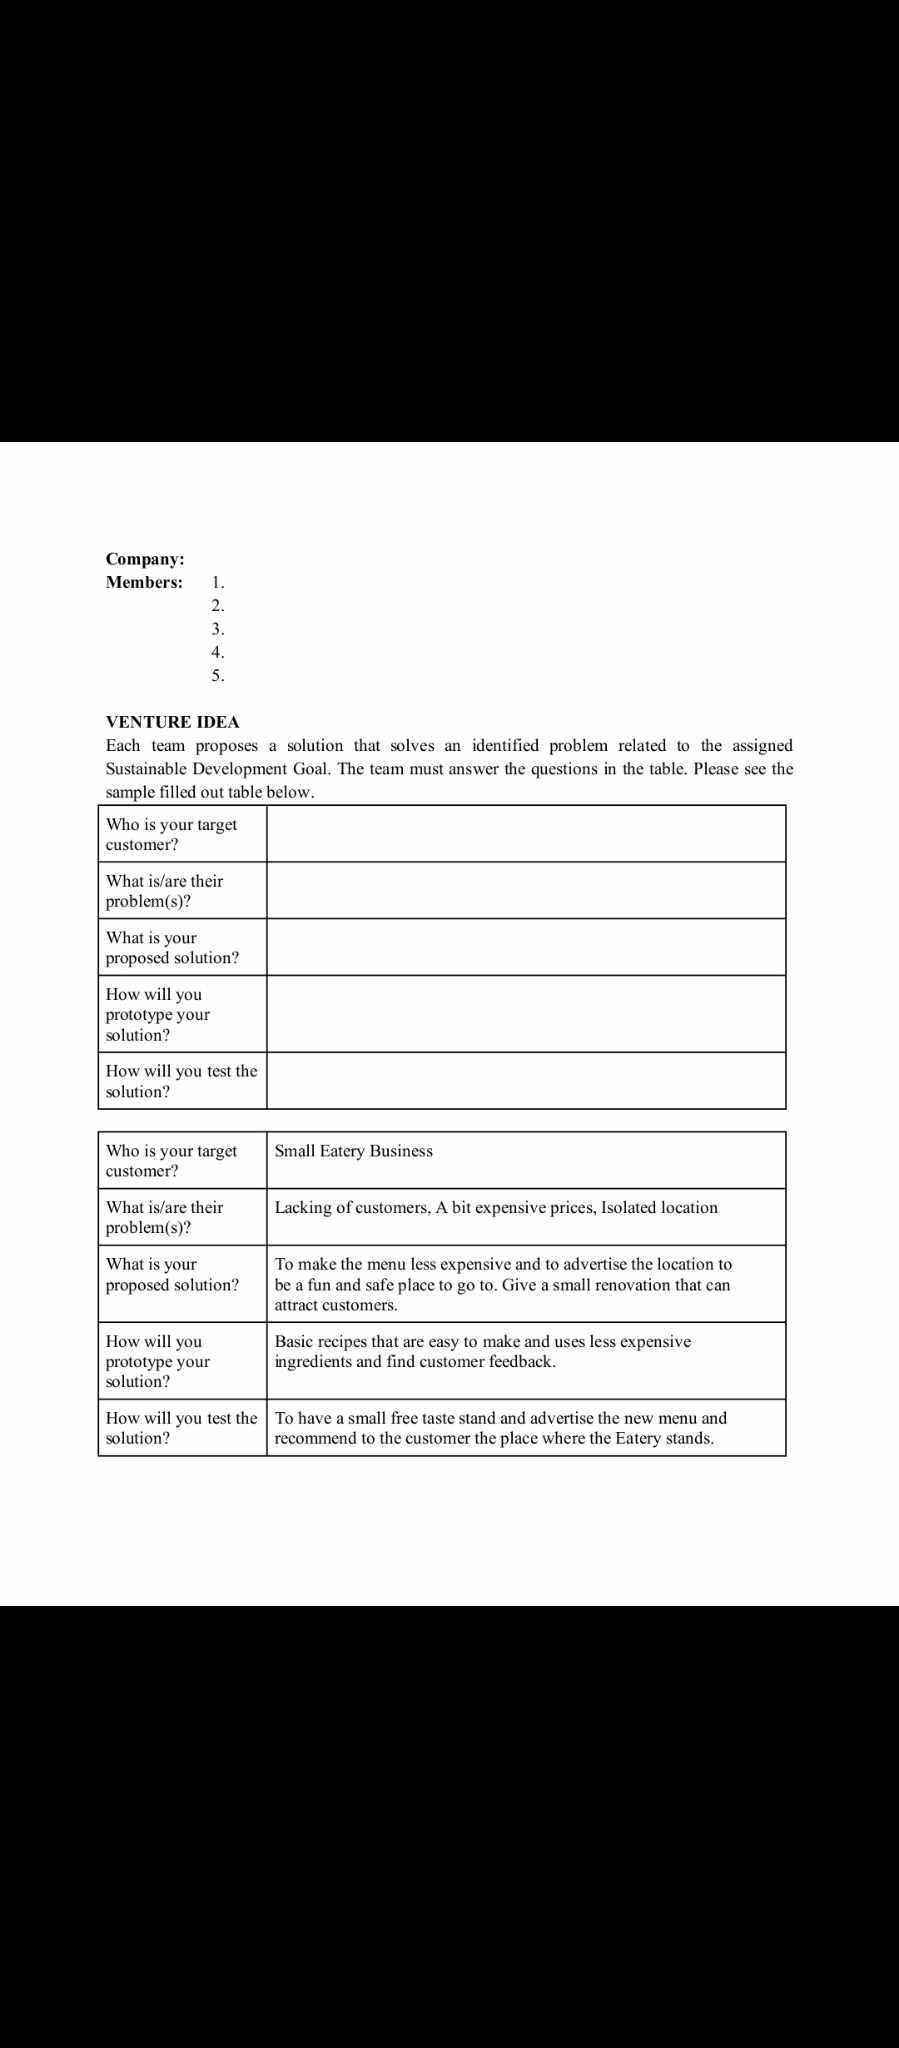 Company:
Members: 1.
2.
3.
4.
5.
VENTURE IDEA
Each team proposes a solution that solves an identified problem related to the assigned
Sustainable Development Goal. The team must answer the questions in the table. Please see the
sample filled out table below.
Who is your target
customer?
What is/are their
problem(s)?
What is your
proposed solution?
How will you
prototype your
solution?
How will you test the
solution?
Who is your target
customer?
Small Eatery Business
What is/are their
problem(s)?
Lacking of customers, A bit expensive prices, Isolated location
What is your
proposed solution?
To make the menu less expensive and to advertise the location to
be a fun and safe place to go to. Give a small renovation that can
attract customers.
How will you
prototype your
solution?
Basic recipes that are easy to make and uses less expensive
ingredients and find customer feedback.
How will you test the
solution?
To have a small free taste stand and advertise the new menu and
recommend to the customer the place where the Eatery stands.